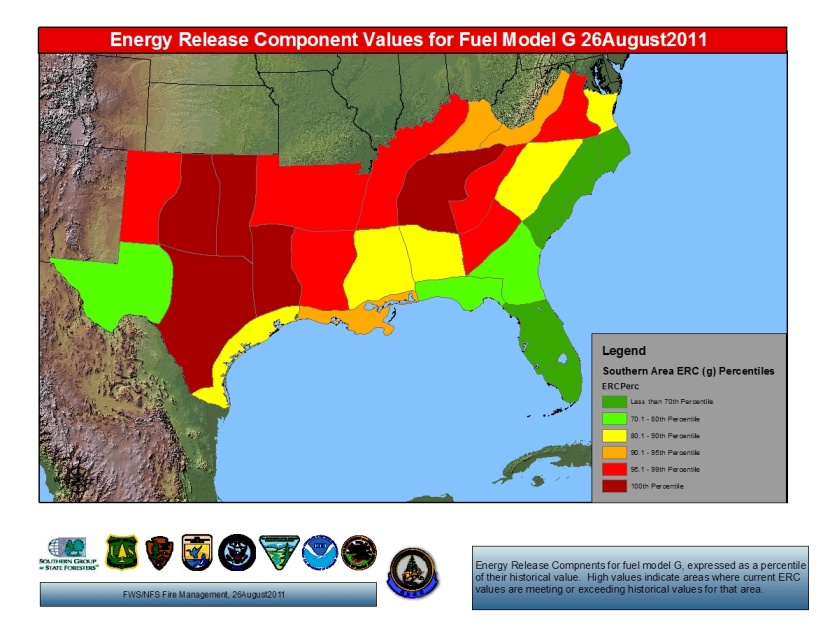 Energy Release Component Values for Fuel Model G 26August2011
Legend
Southern Area ERC (g) Percentiles
ERCPerc
Less than 70th Percentile
70.1 - 80th Percentile
80.1 - 90th Percentile
90.1 - 95th Percentile
95.1 - 99th Percentile
100th Percentile
SOUTHERN GROUP
OF STATE FORESTERS
FWS/NFS Fire Management, 26August2011
Energy Release Compnents for fuel model G, expressed as a percentile
of their historical value. High values indicate areas where current ERC
values are meeting or exceeding historical values for that area.